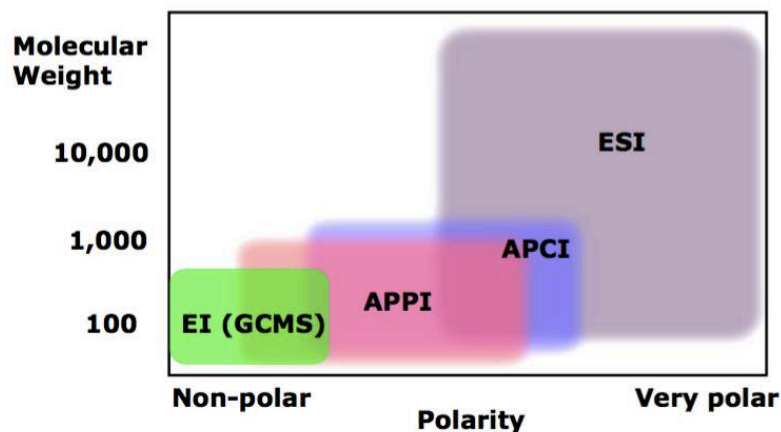 Molecular
Weight
ESI
10,000
1,000
APCI
APPI
100
EI (GCMS)
Non-polar
Very polar
Polarity